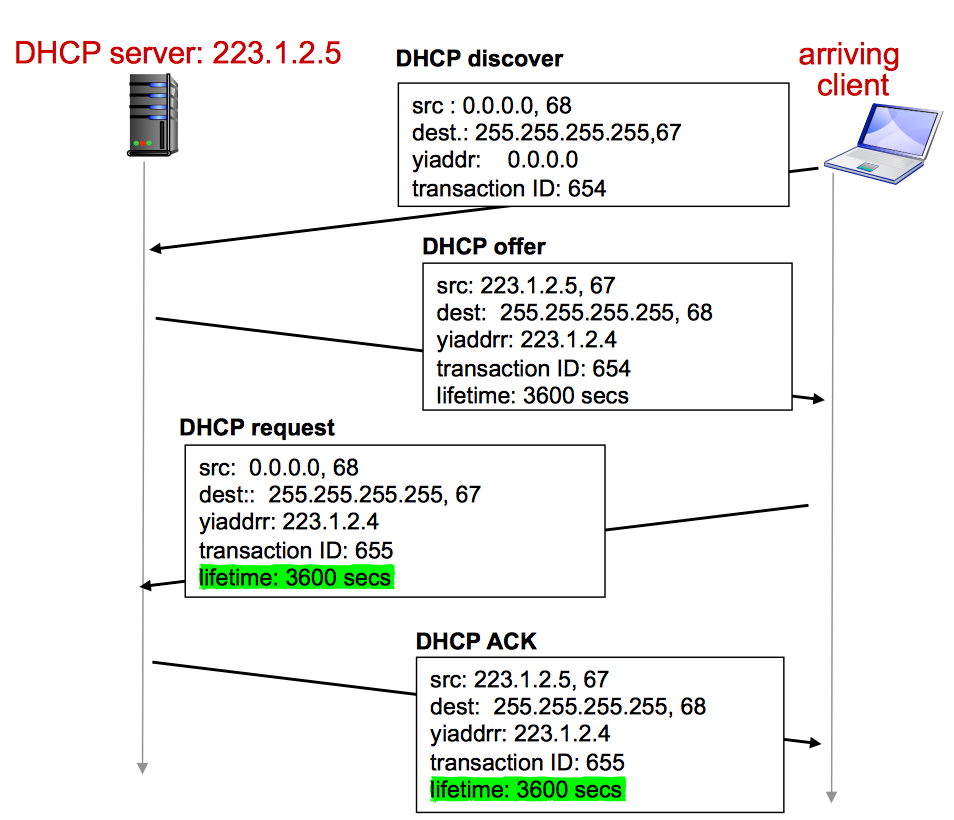 DHCP server: 223.1.2.5
arriving
client
DHCP discover
src : 0.0.0.0, 68
dest.: 255.255.255.255,67
yiaddr: 0.0.0.0
transaction ID: 654
DHCP offer
src: 223.1.2.5, 67
dest: 255.255.255.255, 68
yiaddrr: 223.1.2.4
transaction ID: 654
lifetime: 3600 secs
DHCP request
src: 0.0.0.0, 68
dest:: 255.255.255.255, 67
yiaddrr: 223.1.2.4
transaction ID: 655
lifetime: 3600 secs
DHCP ACK
src: 223.1.2.5, 67
dest: 255.255.255.255, 68
yiaddrr: 223.1.2.4
transaction ID: 655
lifetime: 3600 secs